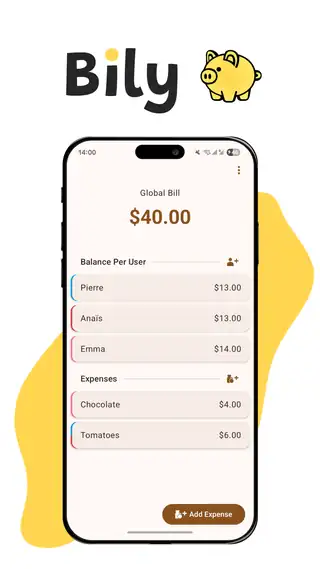 Bily
14:00
Global Bill
$40.00
Balance Per User
Pierre $13.00
Anaïs $13.00
Emma $14.00
Expenses
Chocolate $4.00
Tomatoes $6.00
Add Expense